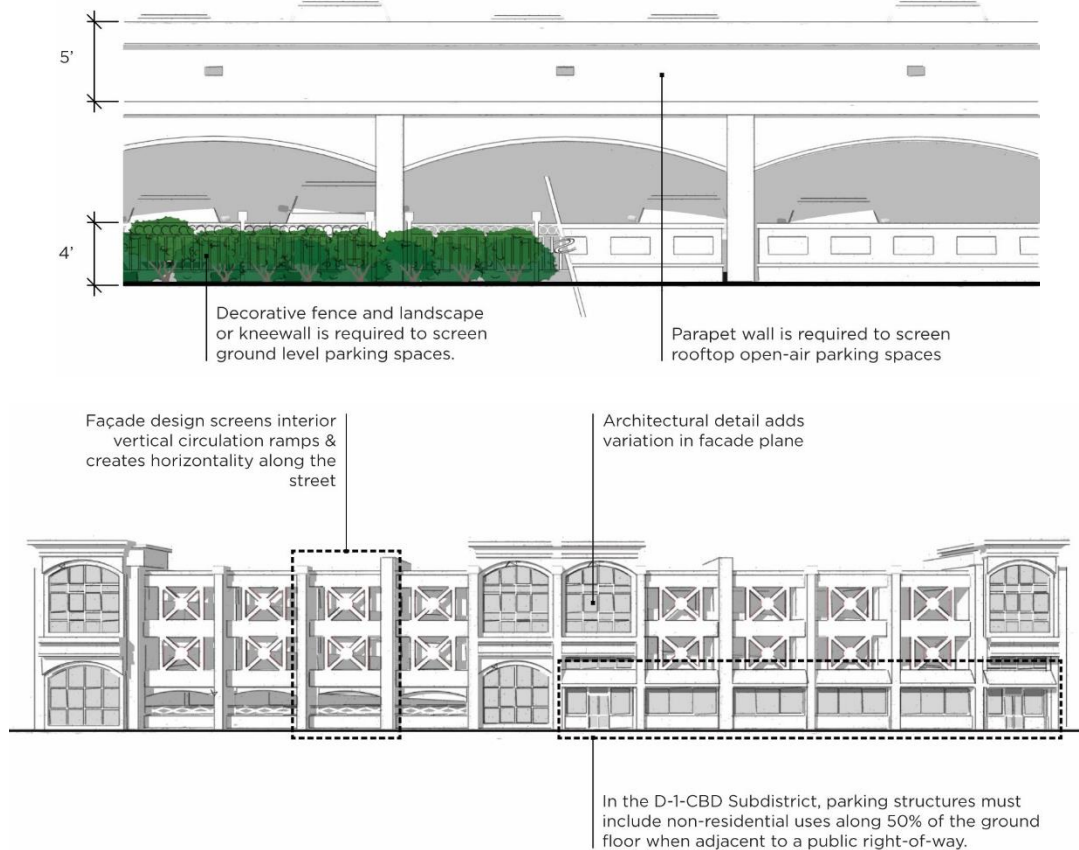 5’
4’
Decorative fence and landscape
or kneewall is required to screen
ground level parking spaces.
Parapet wall is required to screen
rooftop open-air parking spaces
Façade design screens interior
vertical circulation ramps &
creates horizontality along the
street
Architectural detail adds
variation in facade plane
In the D-1-CBD Subdistrict, parking structures must
include non-residential uses along 50% of the ground
floor when adjacent to a public right-of-way.